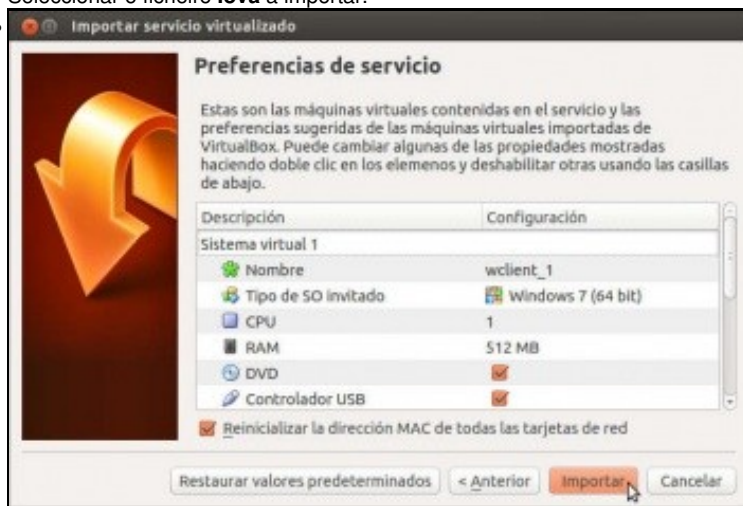 Seleccionar o ficheiro .ova a importar.
Importar servicio virtualizado
Preferencias de servicio
Estas son las máquinas virtuales contenidas en el servicio y las
preferencias sugeridas de las máquinas virtuales importadas de
VirtualBox. Puede cambiar algunas de las propiedades mostradas
haciendo doble clic en los elemenos y deshabilitar otras usando las casillas
de abajo.
Descripción Configuración
Sistema virtual 1
Nombre wclient_1
Tipo de SO invitado Windows 7 (64 bit)
CPU 1
RAM 512 MB
DVD
Controlador USB
Reinicializar la dirección MAC de todas las tarjetas de red
Restaurar valores predeterminados < Anterior Importar Cancelar